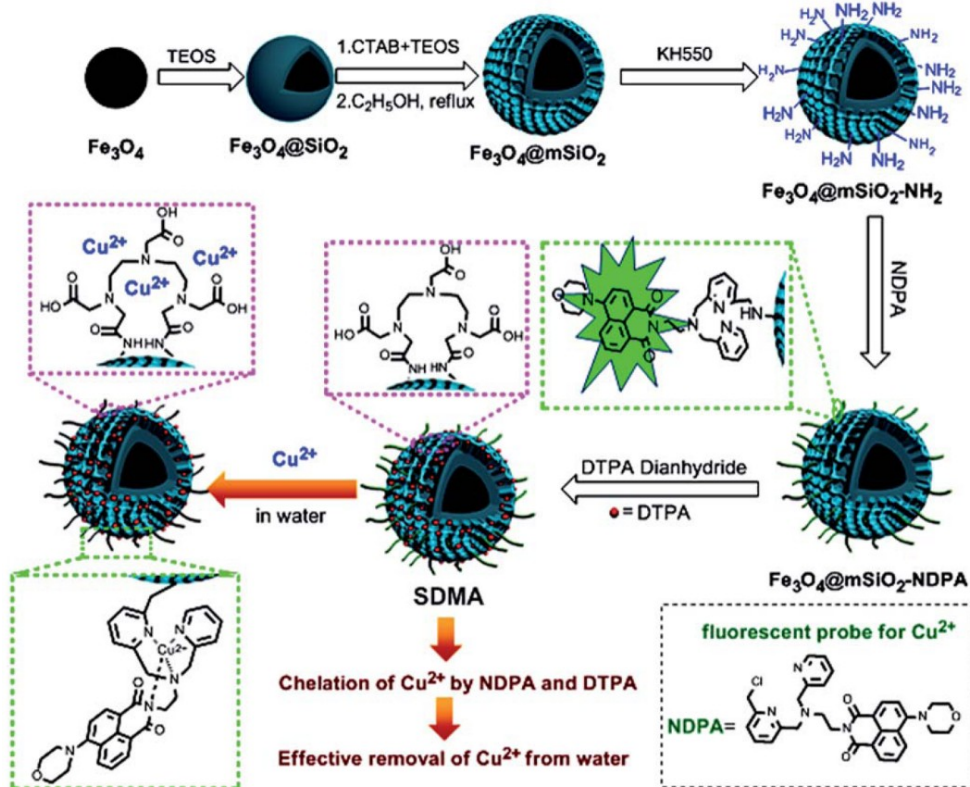 TEOS
1.CTAB+TEOS
2.C₂H₅OH, reflux
KH550
Fe₃O₄
Fe₃O₄@SiO₂
Fe₃O₄@mSiO₂
H₂N
NH₂
NH₂
H₂N
NH₂
H₂N
NH₂
NH₂
H₂N
NH₂
H₂N
NH₂
H₂N
NH₂
Fe₃O₄@mSiO₂-NH₂
NDPA
OH
O
Cu²⁺
N
Cu²⁺
Cu²⁺
O
HO
N
N
O
OH
O
O
NH
HN
OH
O
N
O
HO
N
N
O
OH
O
O
NH
HN
O
N
O
N
O
N
N
N
HN
Cu²⁺
in water
DTPA Dianhydride
= DTPA
SDMA
Fe₃O₄@mSiO₂-NDPA
Chelation of Cu²⁺ by NDPA and DTPA
Effective removal of Cu²⁺ from water
N
N
Cu²⁺
N
O
N
O
N
O
fluorescent probe for Cu²⁺
NDPA=
Cl
N
N
N
N
O
O
N
O